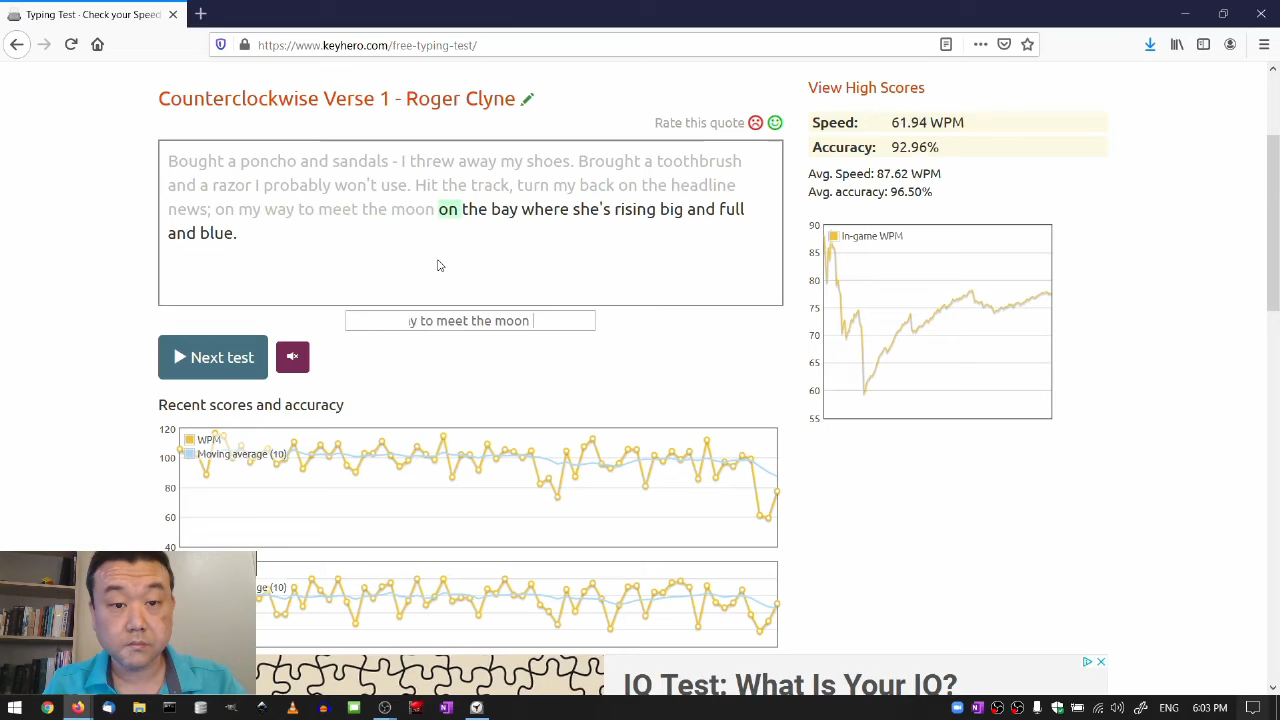 Typing Test - Check your Speed
https://www.keyhero.com/free-typing-test/
Counterclockwise Verse 1 - Roger Clyne
Rate this quote
Bought a poncho and sandals - I threw away my shoes. Brought a toothbrush
and a razor I probably won't use. Hit the track, turn my back on the headline
news; on my way to meet the moon on the bay where she's rising big and full
and blue.
y to meet the moon
Next test
Recent scores and accuracy
120
WPM
Moving average (10)
100
80
60
40
ge (10)
View High Scores
Speed: 61.94 WPM
Accuracy: 92.96%
Avg. Speed: 87.62 WPM
Avg. accuracy: 96.50%
90
In-game WPM
85
80
75
70
65
60
55
IQ Test: What Is Your IQ?
ENG
6:03 PM